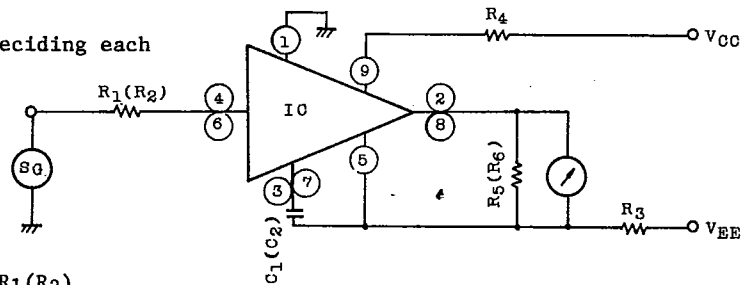 eciding each
R4
VCC
1
9
R1(R2)
4
6
IC
2
8
SG
5
R5(R6)
3
7
C1(C2)
R3
VEE
R1(R2)